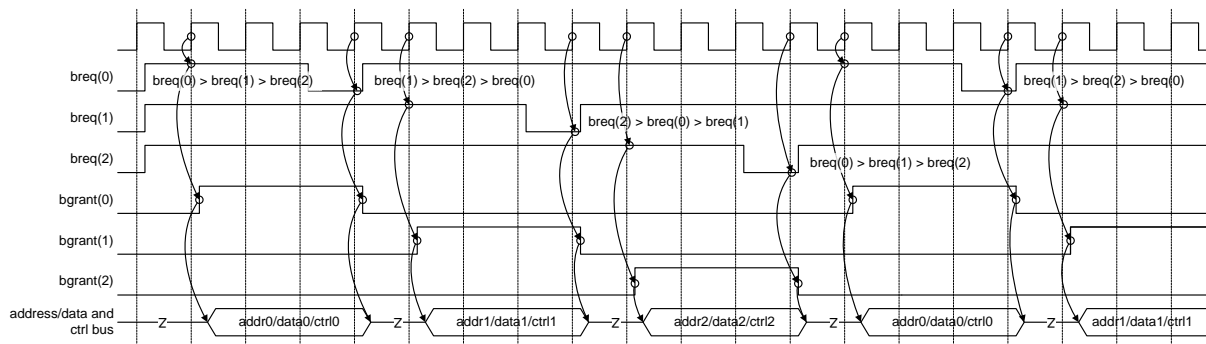 breq(0)
breq(0) > breq(1) > breq(2)
breq(1) > breq(2) > breq(0)
breq(1) > breq(2) > breq(0)
breq(1)
breq(2) > breq(0) > breq(1)
breq(2)
breq(0) > breq(1) > breq(2)
bgrant(0)
bgrant(1)
bgrant(2)
address/data and
ctrl bus
Z
addr0/data0/ctrl0
Z
addr1/data1/ctrl1
Z
addr2/data2/ctrl2
Z
addr0/data0/ctrl0
Z
addr1/data1/ctrl1